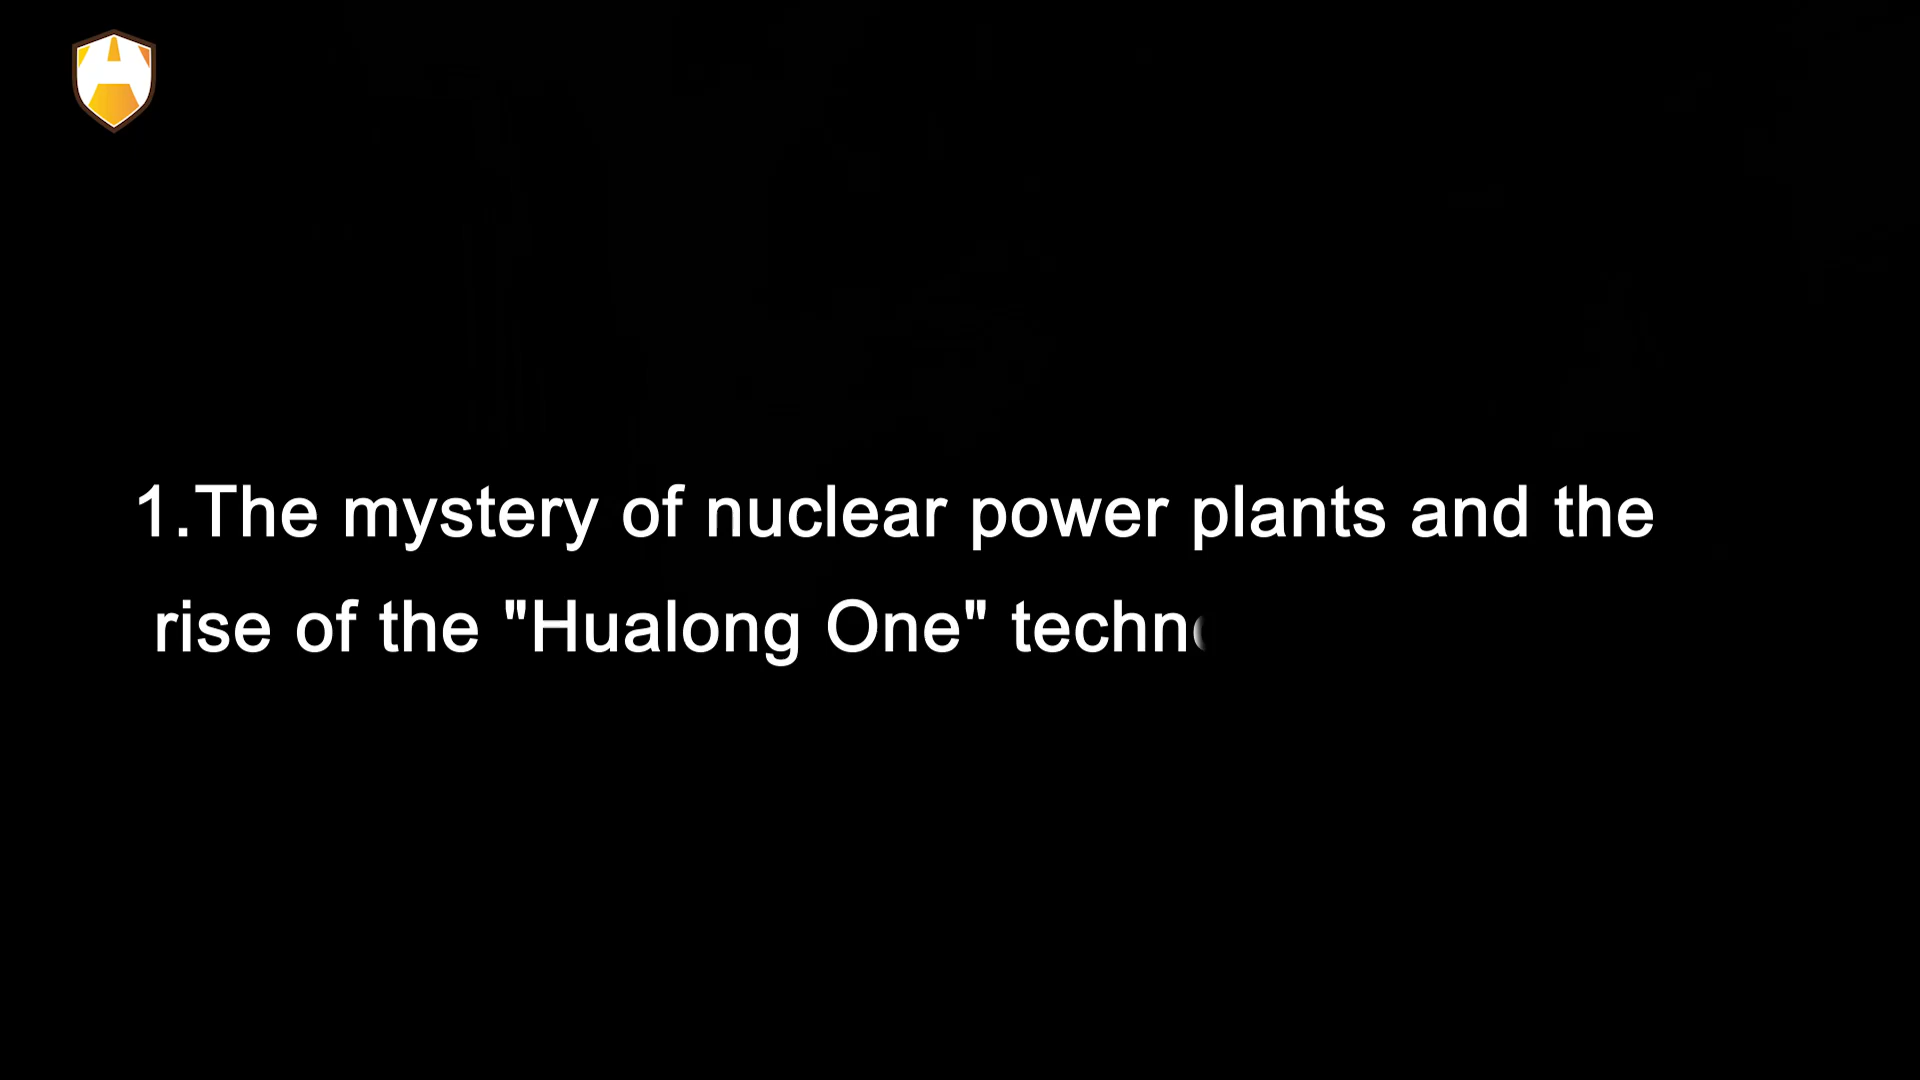 1.The mystery of nuclear power plants and the
rise of the "Hualong One" techn